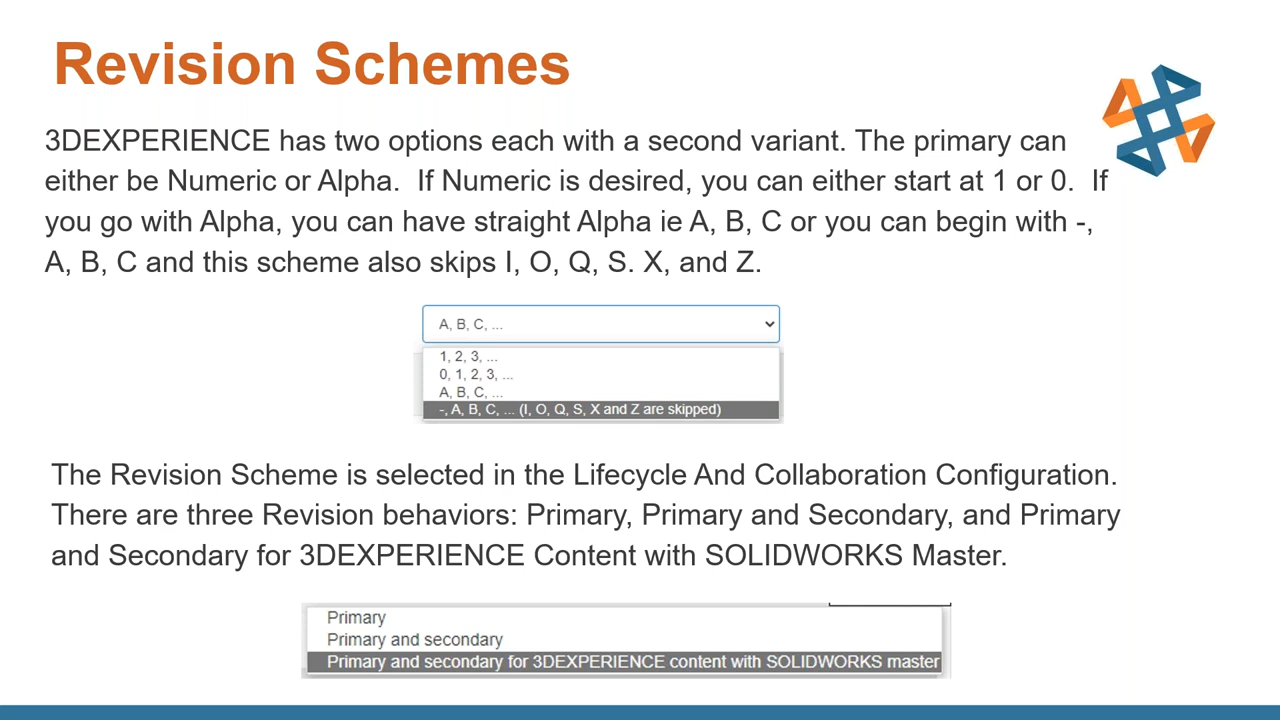 Revision Schemes
3DEXPERIENCE has two options each with a second variant. The primary can
either be Numeric or Alpha.  If Numeric is desired, you can either start at 1 or 0.  If
you go with Alpha, you can have straight Alpha ie A, B, C or you can begin with -,
A, B, C and this scheme also skips I, O, Q, S. X, and Z.
A, B, C, ...
1, 2, 3, ...
0, 1, 2, 3, ...
A, B, C, ...
-, A, B, C, ... (I, O, Q, S, X and Z are skipped)
The Revision Scheme is selected in the Lifecycle And Collaboration Configuration.
There are three Revision behaviors: Primary, Primary and Secondary, and Primary
and Secondary for 3DEXPERIENCE Content with SOLIDWORKS Master.
Primary
Primary and secondary
Primary and secondary for 3DEXPERIENCE content with SOLIDWORKS master